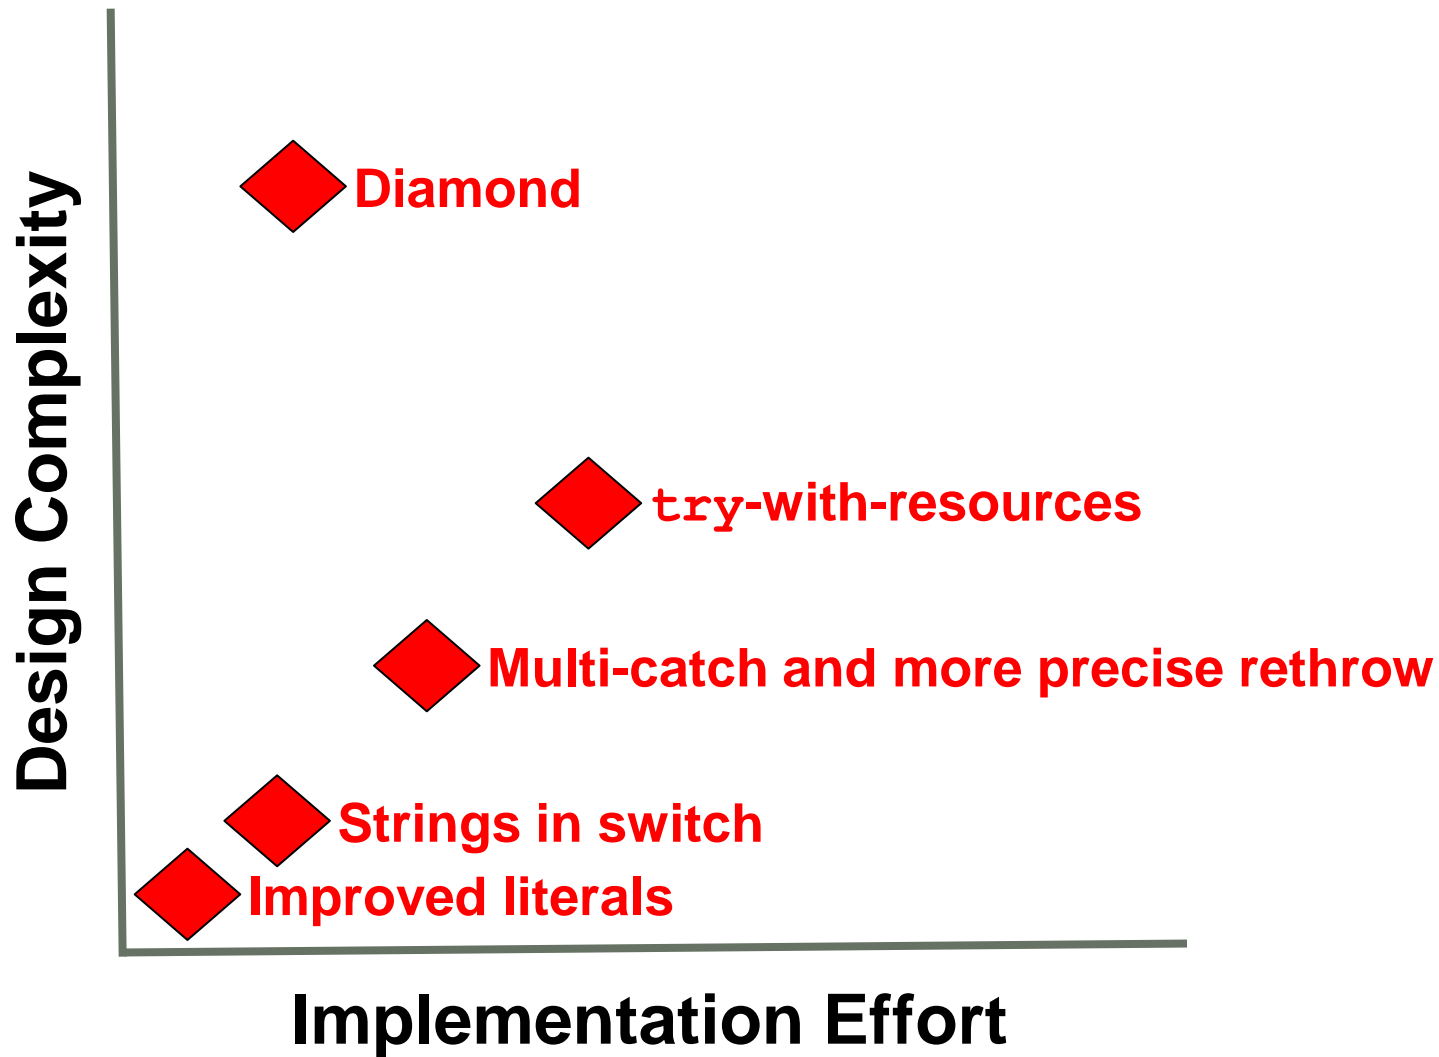 Design Complexity
Diamond
try-with-resources
Multi-catch and more precise rethrow
Strings in switch
Improved literals
Implementation Effort